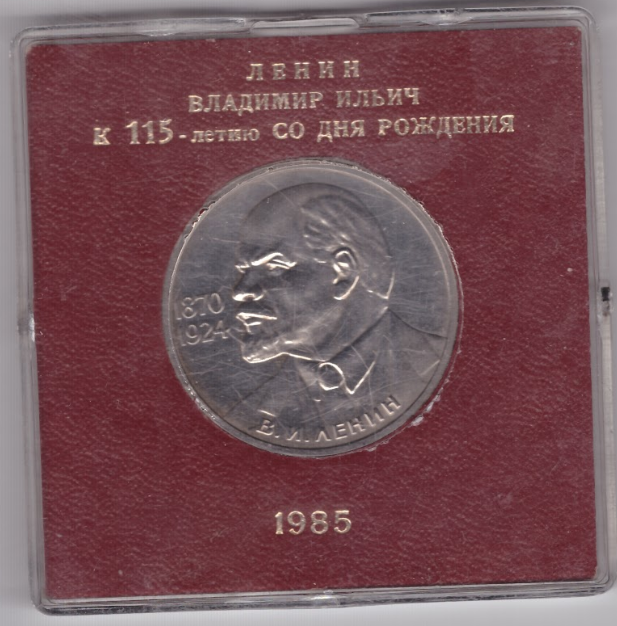 ЛЕНИН
ВЛАДИМИР ИЛЬИЧ
К 115-летию СО ДНЯ РОЖДЕНИЯ
1870
1924
В.И.ЛЕНИН
1985